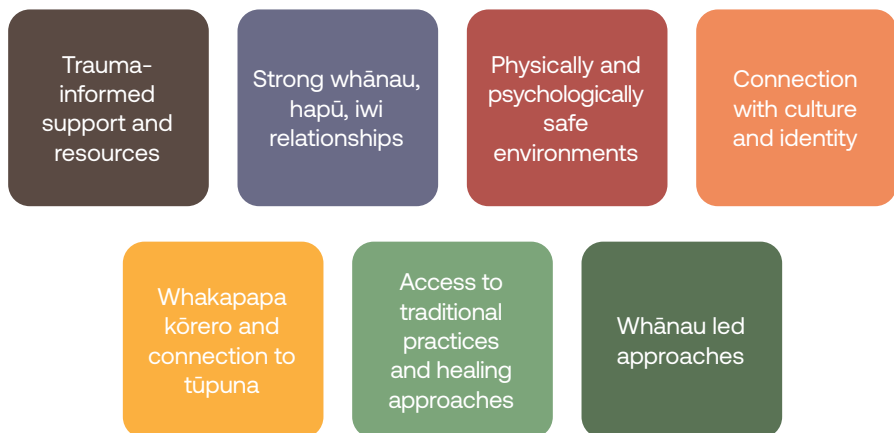 Trauma-
informed
support and
resources
Strong whānau,
hapū, iwi
relationships
Physically and
psychologically
safe
environments
Connection
with culture
and identity
Whakapapa
kōrero and
connection to
tūpuna
Access to
traditional
practices
and healing
approaches
Whānau led
approaches